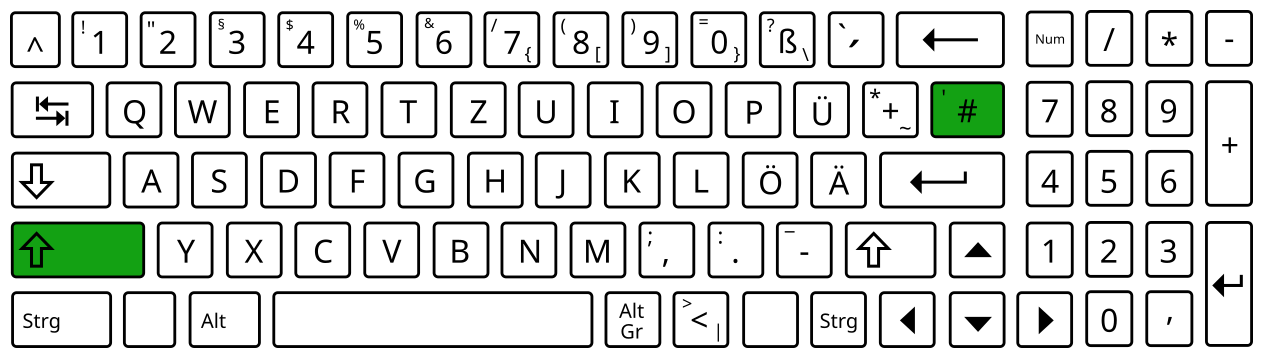 ^ ! 1 " 2 § 3 $ 4 % 5 & 6 / 7 { ( 8 [ ) 9 ] = 0 } ? ß \ ` ´ Num / * -
Q W E R T Z U I O P Ü * + ~ ' # 7 8 9 +
A S D F G H J K L Ö Ä 4 5 6
Y X C V B N M ; , : . _ - 1 2 3
Strg Alt Alt Gr > < | Strg 0 ,